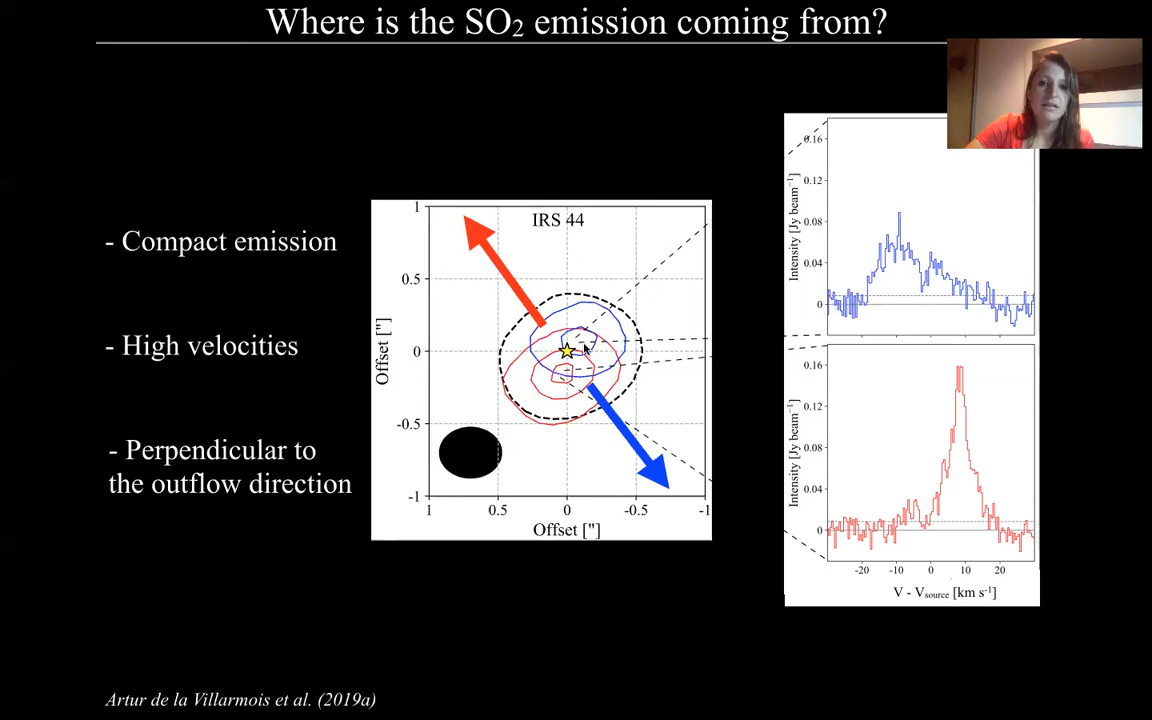 Where is the SO₂ emission coming from?
- Compact emission
- High velocities
- Perpendicular to
the outflow direction
IRS 44
1
0.5
0
-0.5
-1
Offset ["]
1
0.5
0
-0.5
-1
Offset ["]
0.16
0.12
0.08
0.04
0
Intensity [Jy beam⁻¹]
0.16
0.12
0.08
0.04
0
Intensity [Jy beam⁻¹]
-20
-10
0
10
20
V - Vsource [km s⁻¹]
Artur de la Villarmois et al. (2019a)